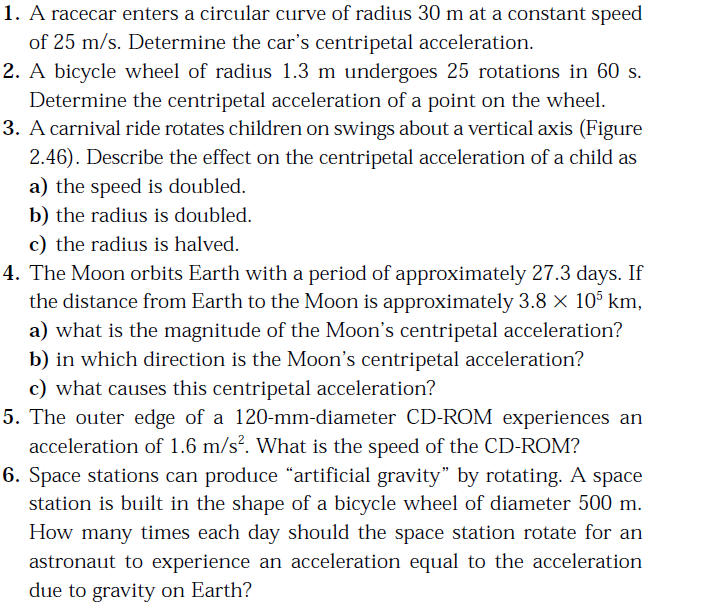 1. A racecar enters a circular curve of radius 30 m at a constant speed
of 25 m/s. Determine the car's centripetal acceleration.
2. A bicycle wheel of radius 1.3 m undergoes 25 rotations in 60 s.
Determine the centripetal acceleration of a point on the wheel.
3. A carnival ride rotates children on swings about a vertical axis (Figure
2.46). Describe the effect on the centripetal acceleration of a child as
a) the speed is doubled.
b) the radius is doubled.
c) the radius is halved.
4. The Moon orbits Earth with a period of approximately 27.3 days. If
the distance from Earth to the Moon is approximately 3.8 × 10⁵ km,
a) what is the magnitude of the Moon's centripetal acceleration?
b) in which direction is the Moon's centripetal acceleration?
c) what causes this centripetal acceleration?
5. The outer edge of a 120-mm-diameter CD-ROM experiences an
acceleration of 1.6 m/s². What is the speed of the CD-ROM?
6. Space stations can produce "artificial gravity" by rotating. A space
station is built in the shape of a bicycle wheel of diameter 500 m.
How many times each day should the space station rotate for an
astronaut to experience an acceleration equal to the acceleration
due to gravity on Earth?